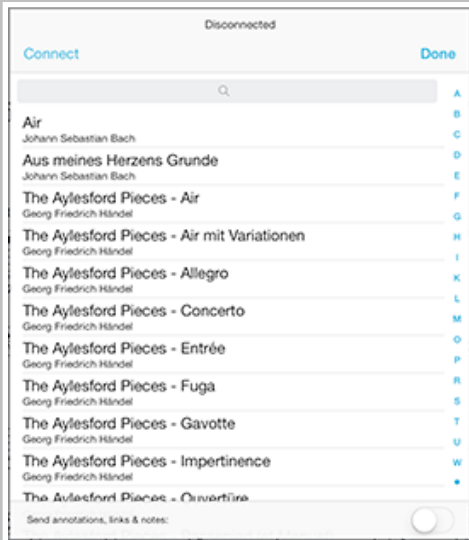 Disconnected
Connect
Done
Air
Johann Sebastian Bach
Aus meines Herzens Grunde
Johann Sebastian Bach
The Aylesford Pieces - Air
Georg Friedrich Händel
The Aylesford Pieces - Air mit Variationen
Georg Friedrich Händel
The Aylesford Pieces - Allegro
Georg Friedrich Händel
The Aylesford Pieces - Concerto
Georg Friedrich Händel
The Aylesford Pieces - Entrée
Georg Friedrich Händel
The Aylesford Pieces - Fuga
Georg Friedrich Händel
The Aylesford Pieces - Gavotte
Georg Friedrich Händel
The Aylesford Pieces - Impertinence
Georg Friedrich Händel
The Aylesford Pieces - Ouvertüre
Send annotations, links & notes:
A
B
C
D
E
F
G
H
I
K
L
M
O
P
R
S
T
U
W